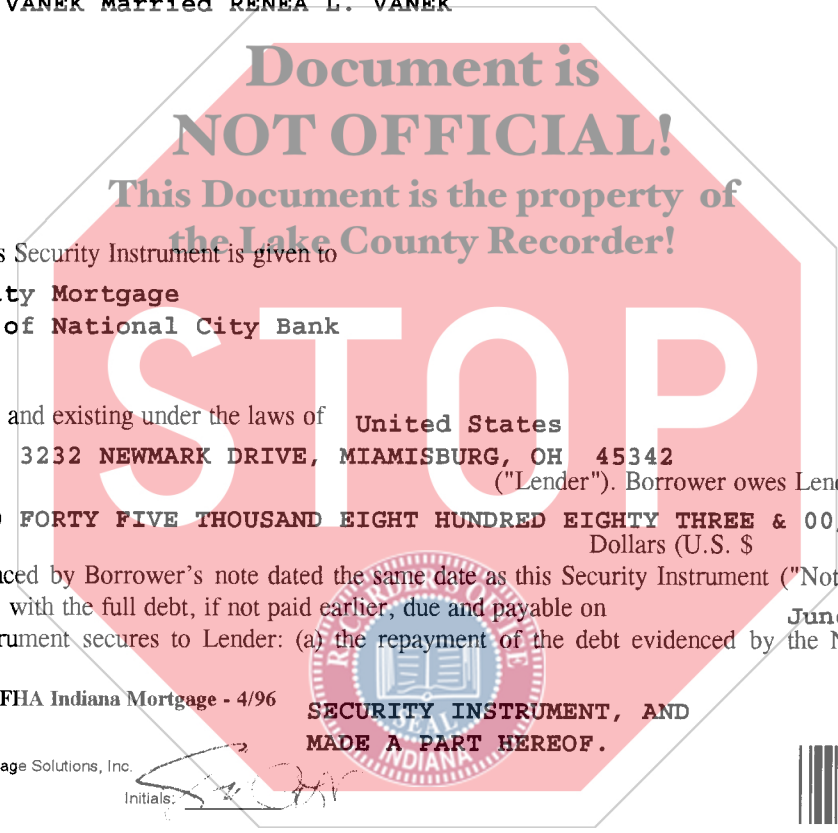 VANEK Married RENEA L. VANEK
Document is
NOT OFFICIAL!
This Document is the property of
the Lake County Recorder!
s Security Instrument is given to
ty Mortgage
of National City Bank
STOP
and existing under the laws of United States
3232 NEWMARK DRIVE, MIAMISBURG, OH 45342
("Lender"). Borrower owes Lend
FORTY FIVE THOUSAND EIGHT HUNDRED EIGHTY THREE & 00
Dollars (U.S. $
nced by Borrower's note dated the same date as this Security Instrument ("Not
with the full debt, if not paid earlier, due and payable on June
rument secures to Lender: (a) the repayment of the debt evidenced by the N
RECORDER'S OFFICE
SEAL
INDIANA
FHA Indiana Mortgage - 4/96
SECURITY INSTRUMENT, AND
MADE A PART HEREOF.
age Solutions, Inc.
Initials: